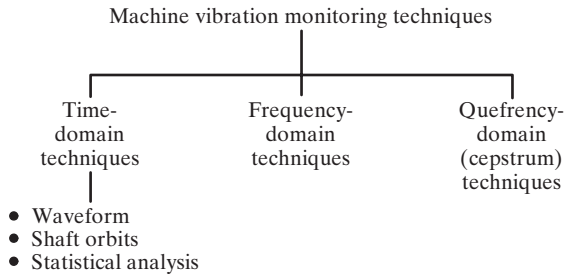 Machine vibration monitoring techniques
Time-
domain
techniques
Frequency-
domain
techniques
Quefrency-
domain
(cepstrum)
techniques
• Waveform
• Shaft orbits
• Statistical analysis